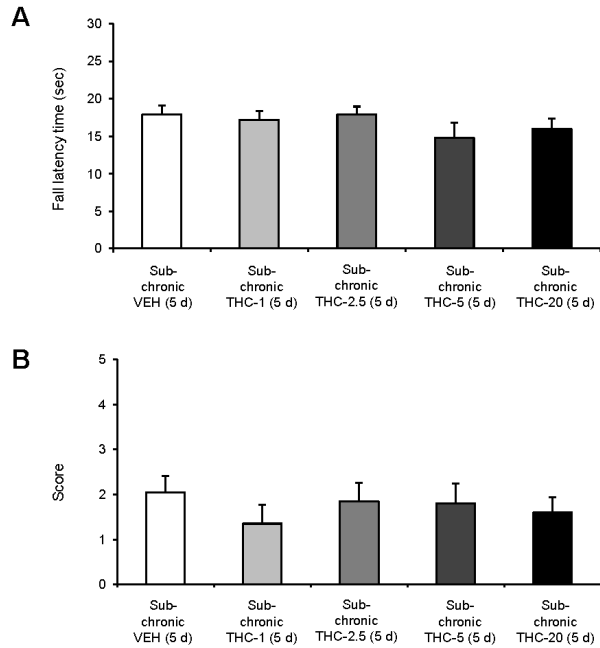 A
30
25
20
15
10
5
0
Fall latency time (sec)
Sub-
chronic
VEH (5 d)
Sub-
chronic
THC-1 (5 d)
Sub-
chronic
THC-2.5 (5 d)
Sub-
chronic
THC-5 (5 d)
Sub-
chronic
THC-20 (5 d)
B
5
4
3
2
1
0
Score
Sub-
chronic
VEH (5 d)
Sub-
chronic
THC-1 (5 d)
Sub-
chronic
THC-2.5 (5 d)
Sub-
chronic
THC-5 (5 d)
Sub-
chronic
THC-20 (5 d)